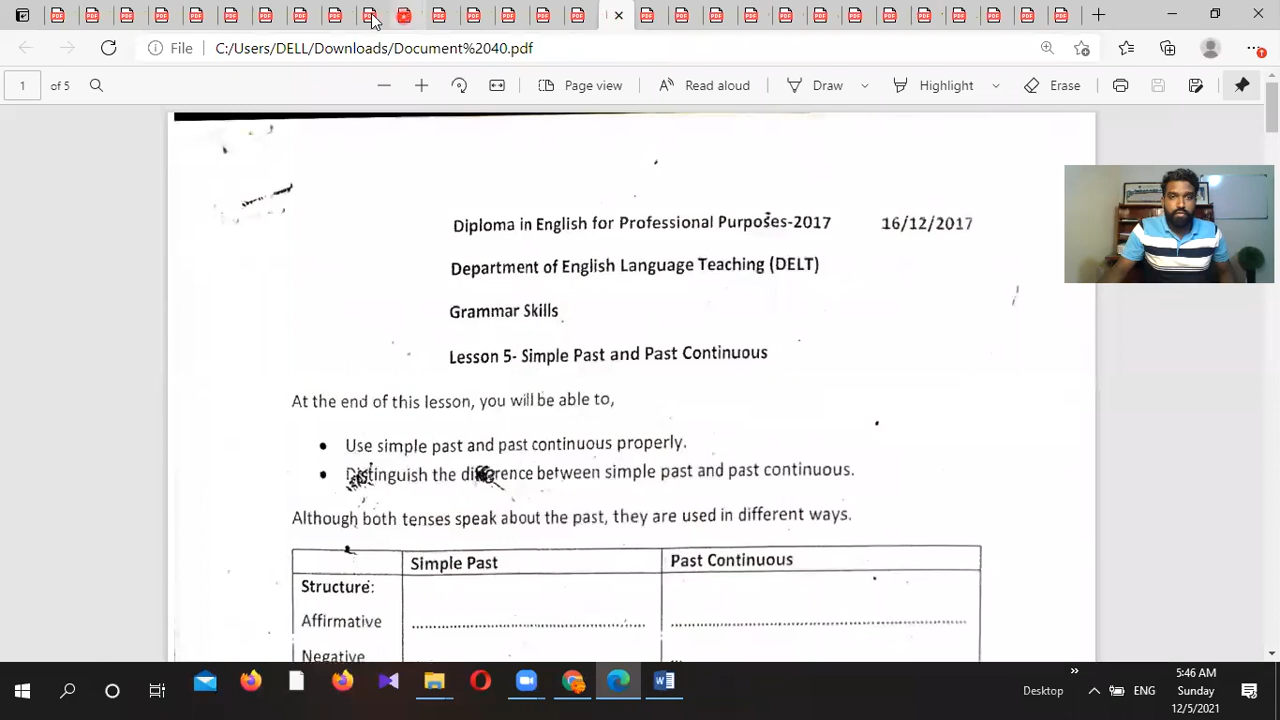 File C:/Users/DELL/Downloads/Document%2040.pdf
1 of 5 Page view Read aloud Draw Highlight Erase
Diploma in English for Professional Purposes-2017 16/12/2017
Department of English Language Teaching (DELT)
Grammar Skills
Lesson 5- Simple Past and Past Continuous
At the end of this lesson, you will be able to,
• Use simple past and past continuous properly.
• Distinguish the difference between simple past and past continuous.
Although both tenses speak about the past, they are used in different ways.
Simple Past Past Continuous
Structure:
Affirmative
Negative
5:46 AM
Desktop ENG Sunday
12/5/2021